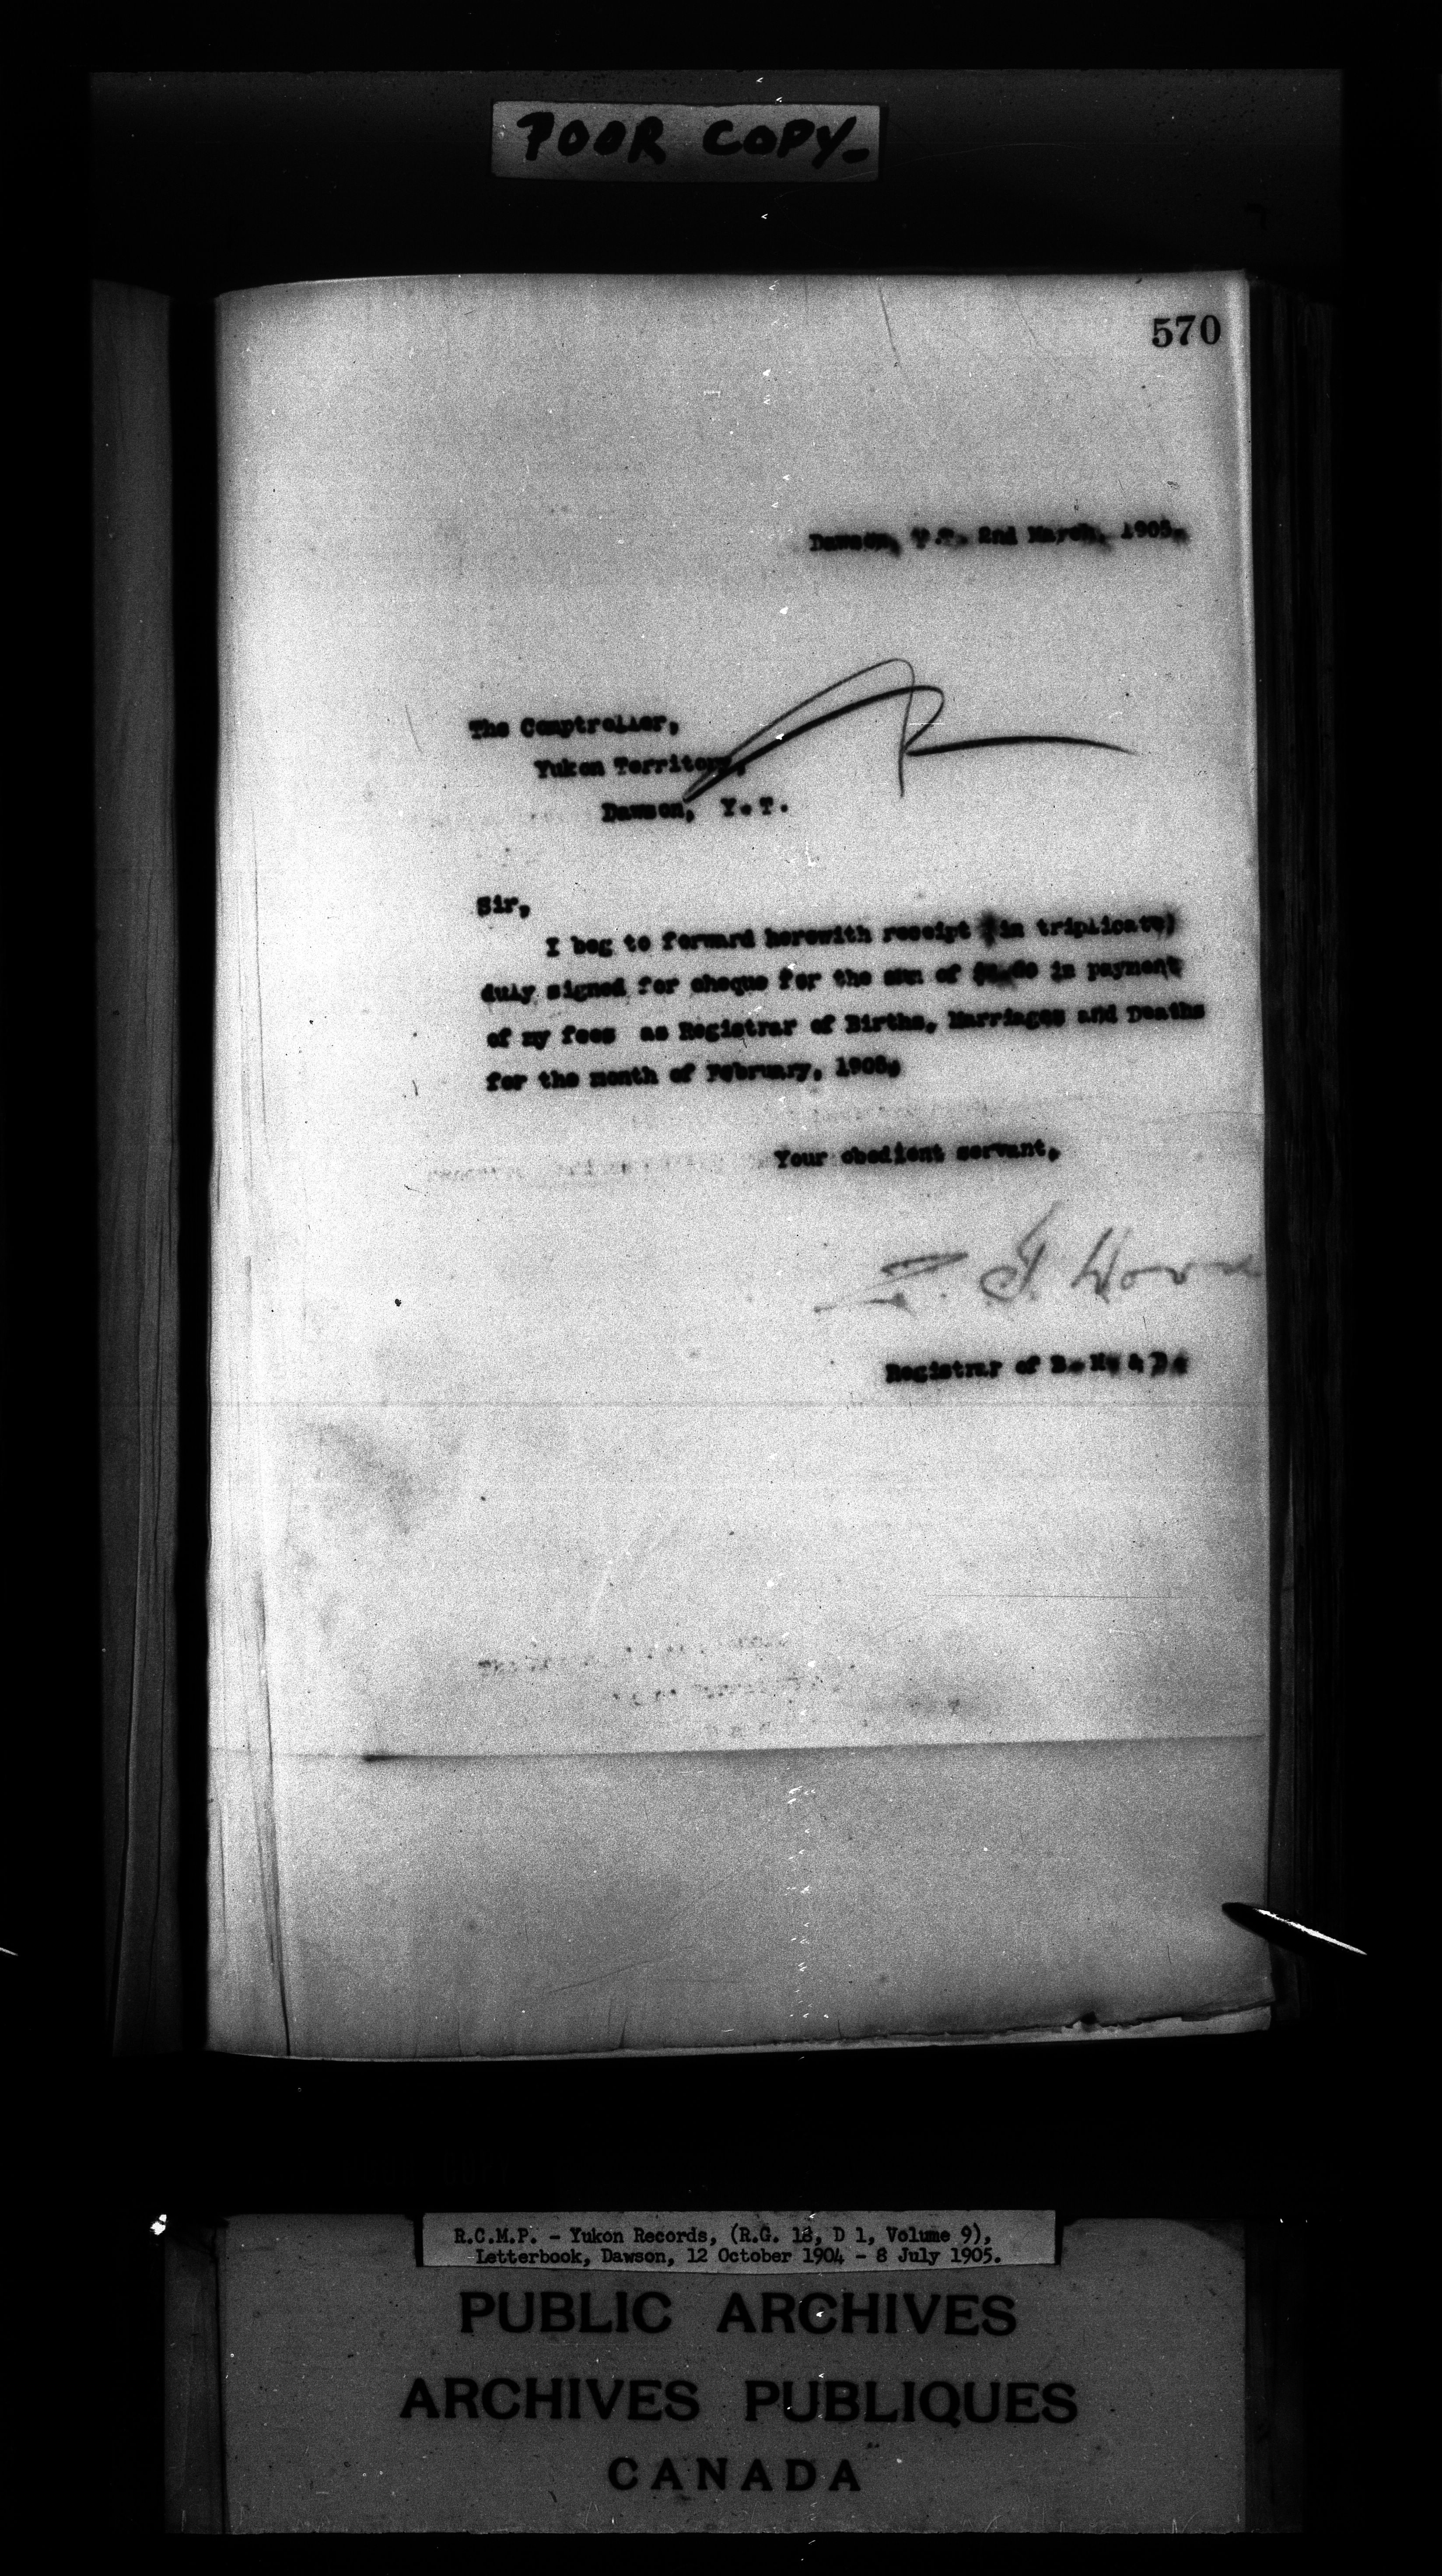 POOR COPY-
570
Dawson, Y.T. 2nd March, 1905.
The Comptroller,
Yukon Territory,
Dawson, Y.T.
Sir,
I beg to forward herewith receipt (in triplicate)
duly signed for cheque for the sum of in payment
of my fees as Registrar of Births, Marriages and Deaths
for the month of February, 1905.
Your obedient servant,
Z. T. Wood
Registrar of B. M. & D.
R.C.M.P. - Yukon Records, (R.G. 18, D 1, Volume 9),
Letterbook, Dawson, 12 October 1904 - 8 July 1905.
PUBLIC ARCHIVES
ARCHIVES PUBLIQUES
CANADA